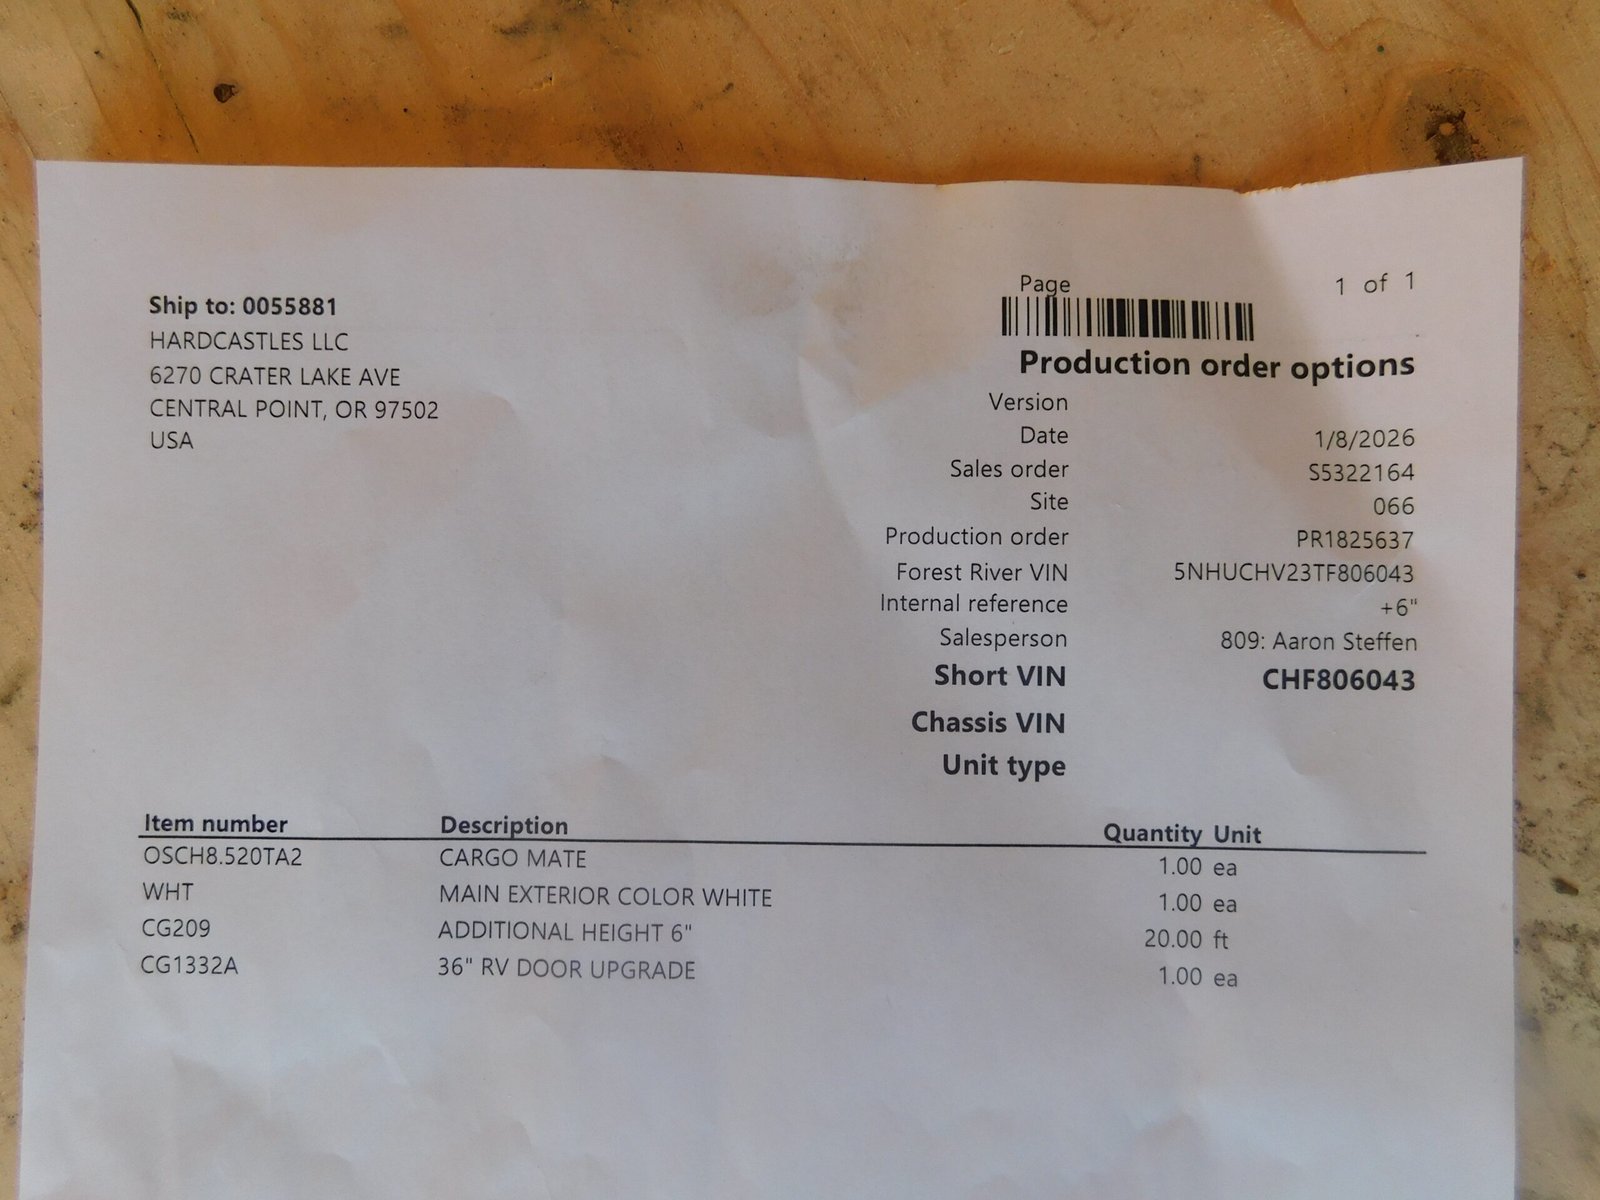 Ship to: 0055881
HARDCASTLES LLC
6270 CRATER LAKE AVE
CENTRAL POINT, OR 97502
USA
Page 1 of 1
Production order options
Version
Date 1/8/2026
Sales order S5322164
Site 066
Production order PR1825637
Forest River VIN 5NHUCHV23TF806043
Internal reference +6"
Salesperson 809: Aaron Steffen
Short VIN CHF806043
Chassis VIN
Unit type
Item number Description Quantity Unit
OSCH8.520TA2 CARGO MATE 1.00 ea
WHT MAIN EXTERIOR COLOR WHITE 1.00 ea
CG209 ADDITIONAL HEIGHT 6" 20.00 ft
CG1332A 36" RV DOOR UPGRADE 1.00 ea